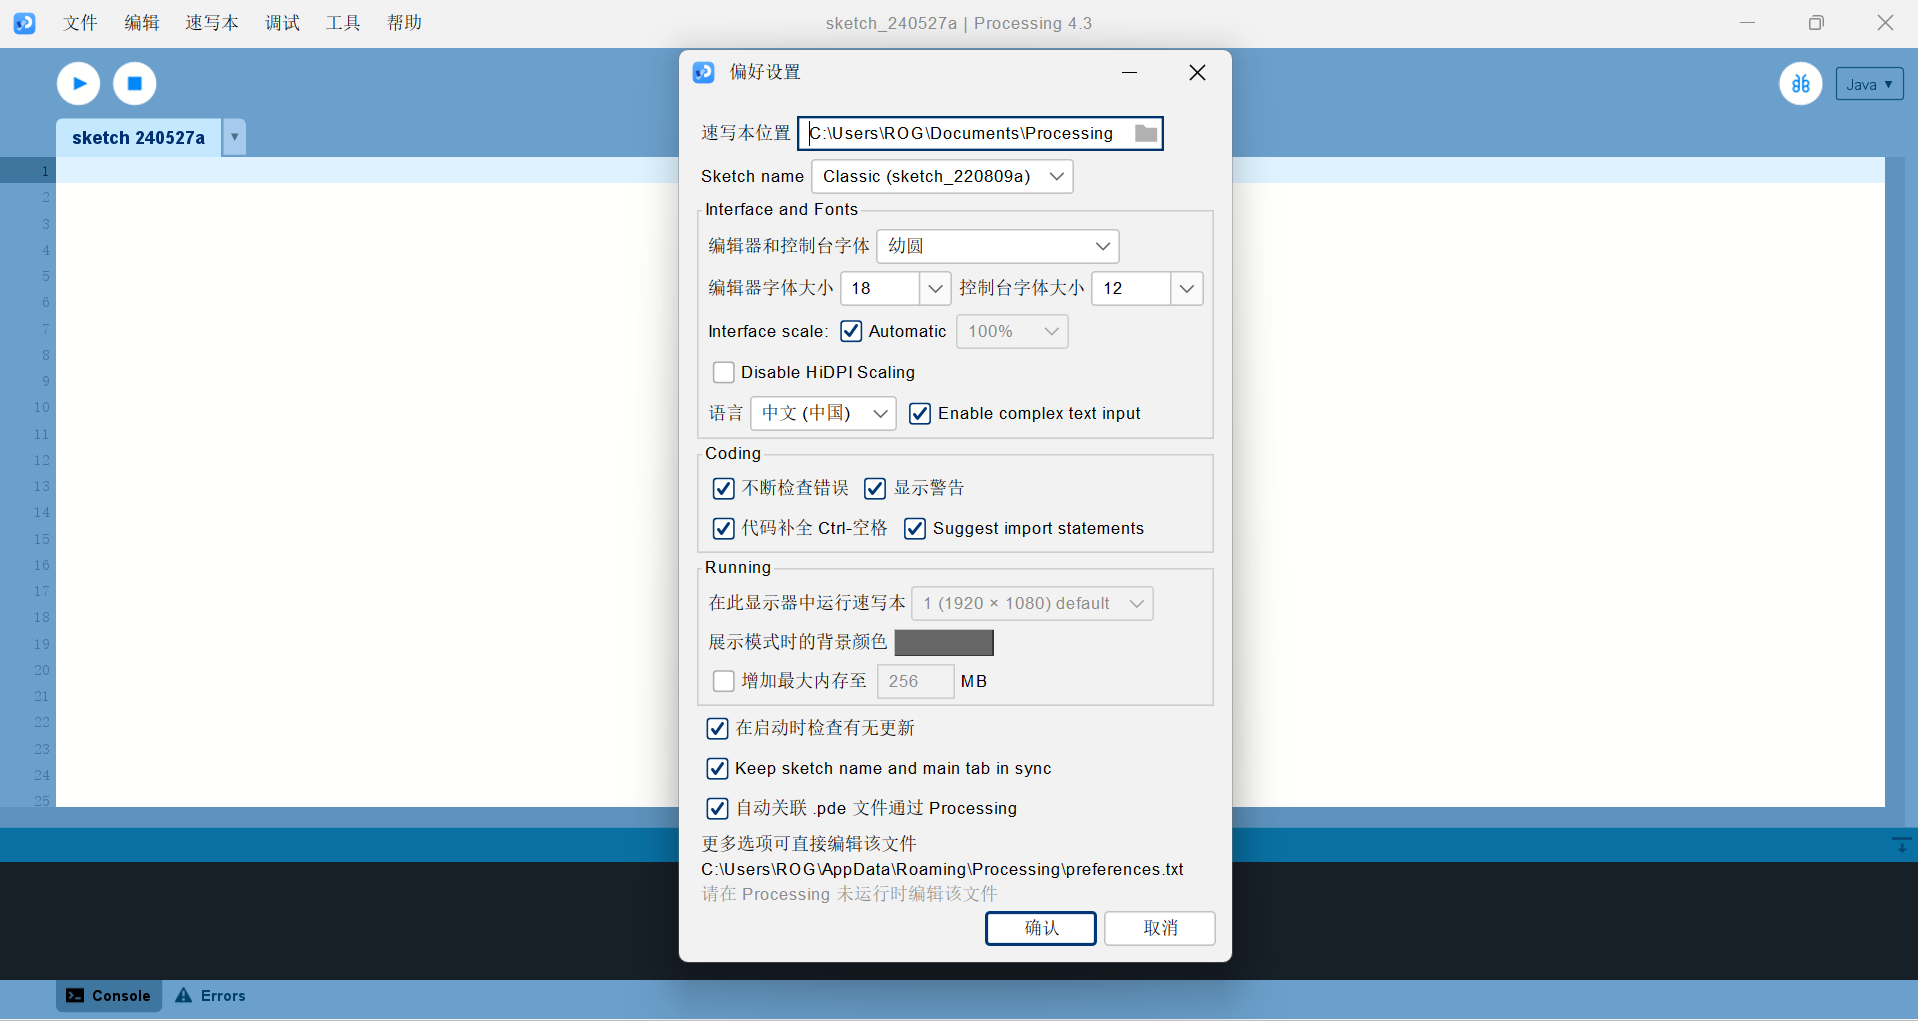 文件 编辑 速写本 调试 工具 帮助 sketch_240527a | Processing 4.3
Java
sketch 240527a
1
2
3
4
5
6
7
8
9
10
11
12
13
14
15
16
17
18
19
20
21
22
23
24
25
偏好设置
速写本位置 C:\Users\ROG\Documents\Processing
Sketch name Classic (sketch_220809a)
Interface and Fonts
编辑器和控制台字体 幼圆
编辑器字体大小 18 控制台字体大小 12
Interface scale: Automatic 100%
Disable HiDPI Scaling
语言 中文 (中国) Enable complex text input
Coding
不断检查错误 显示警告
代码补全 Ctrl-空格 Suggest import statements
Running
在此显示器中运行速写本 1 (1920 × 1080) default
展示模式时的背景颜色
增加最大内存至 256 MB
在启动时检查有无更新
Keep sketch name and main tab in sync
自动关联 .pde 文件通过 Processing
更多选项可直接编辑该文件
C:\Users\ROG\AppData\Roaming\Processing\preferences.txt
请在 Processing 未运行时编辑该文件
确认 取消
Console Errors